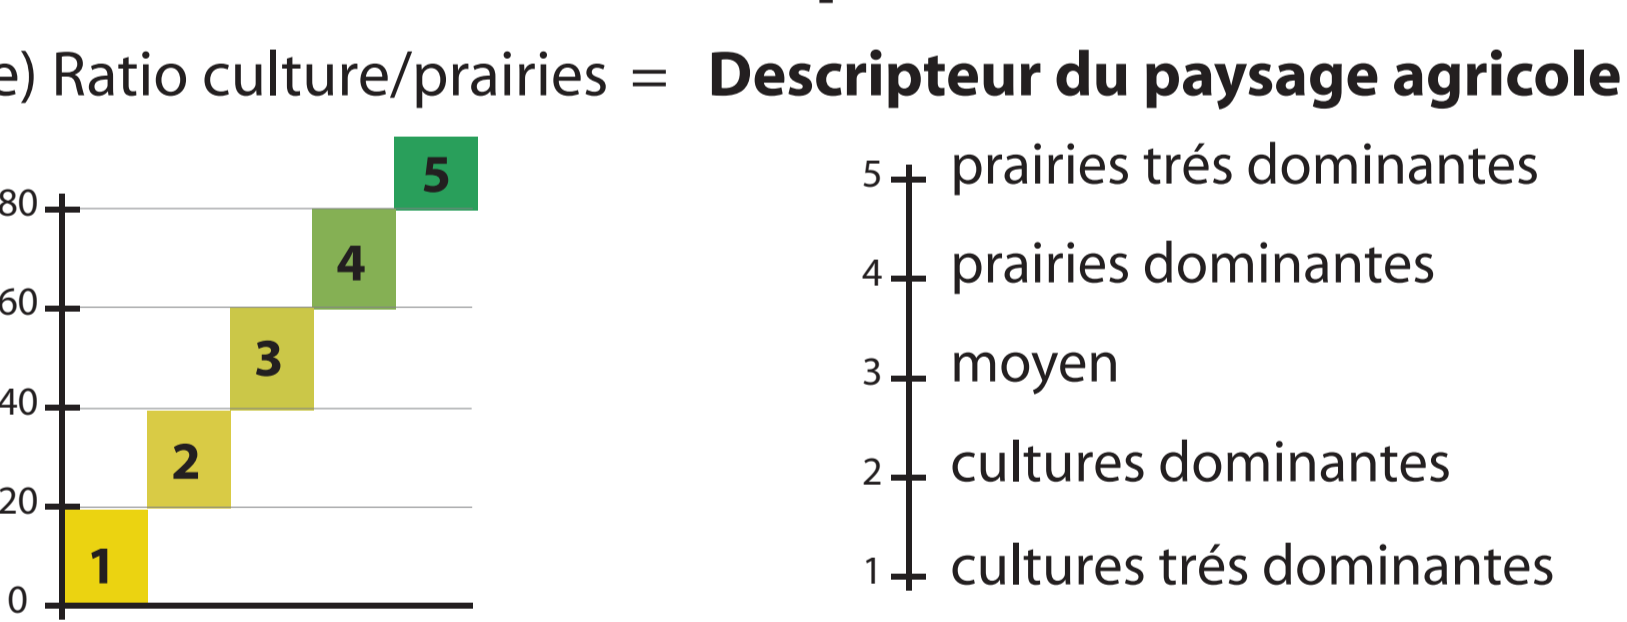 e) Ratio culture/prairies = Descripteur du paysage agricole
5
5 prairies trés dominantes
80
4
4 prairies dominantes
60
3
3 moyen
40
2
2 cultures dominantes
20
1
1 cultures trés dominantes
0